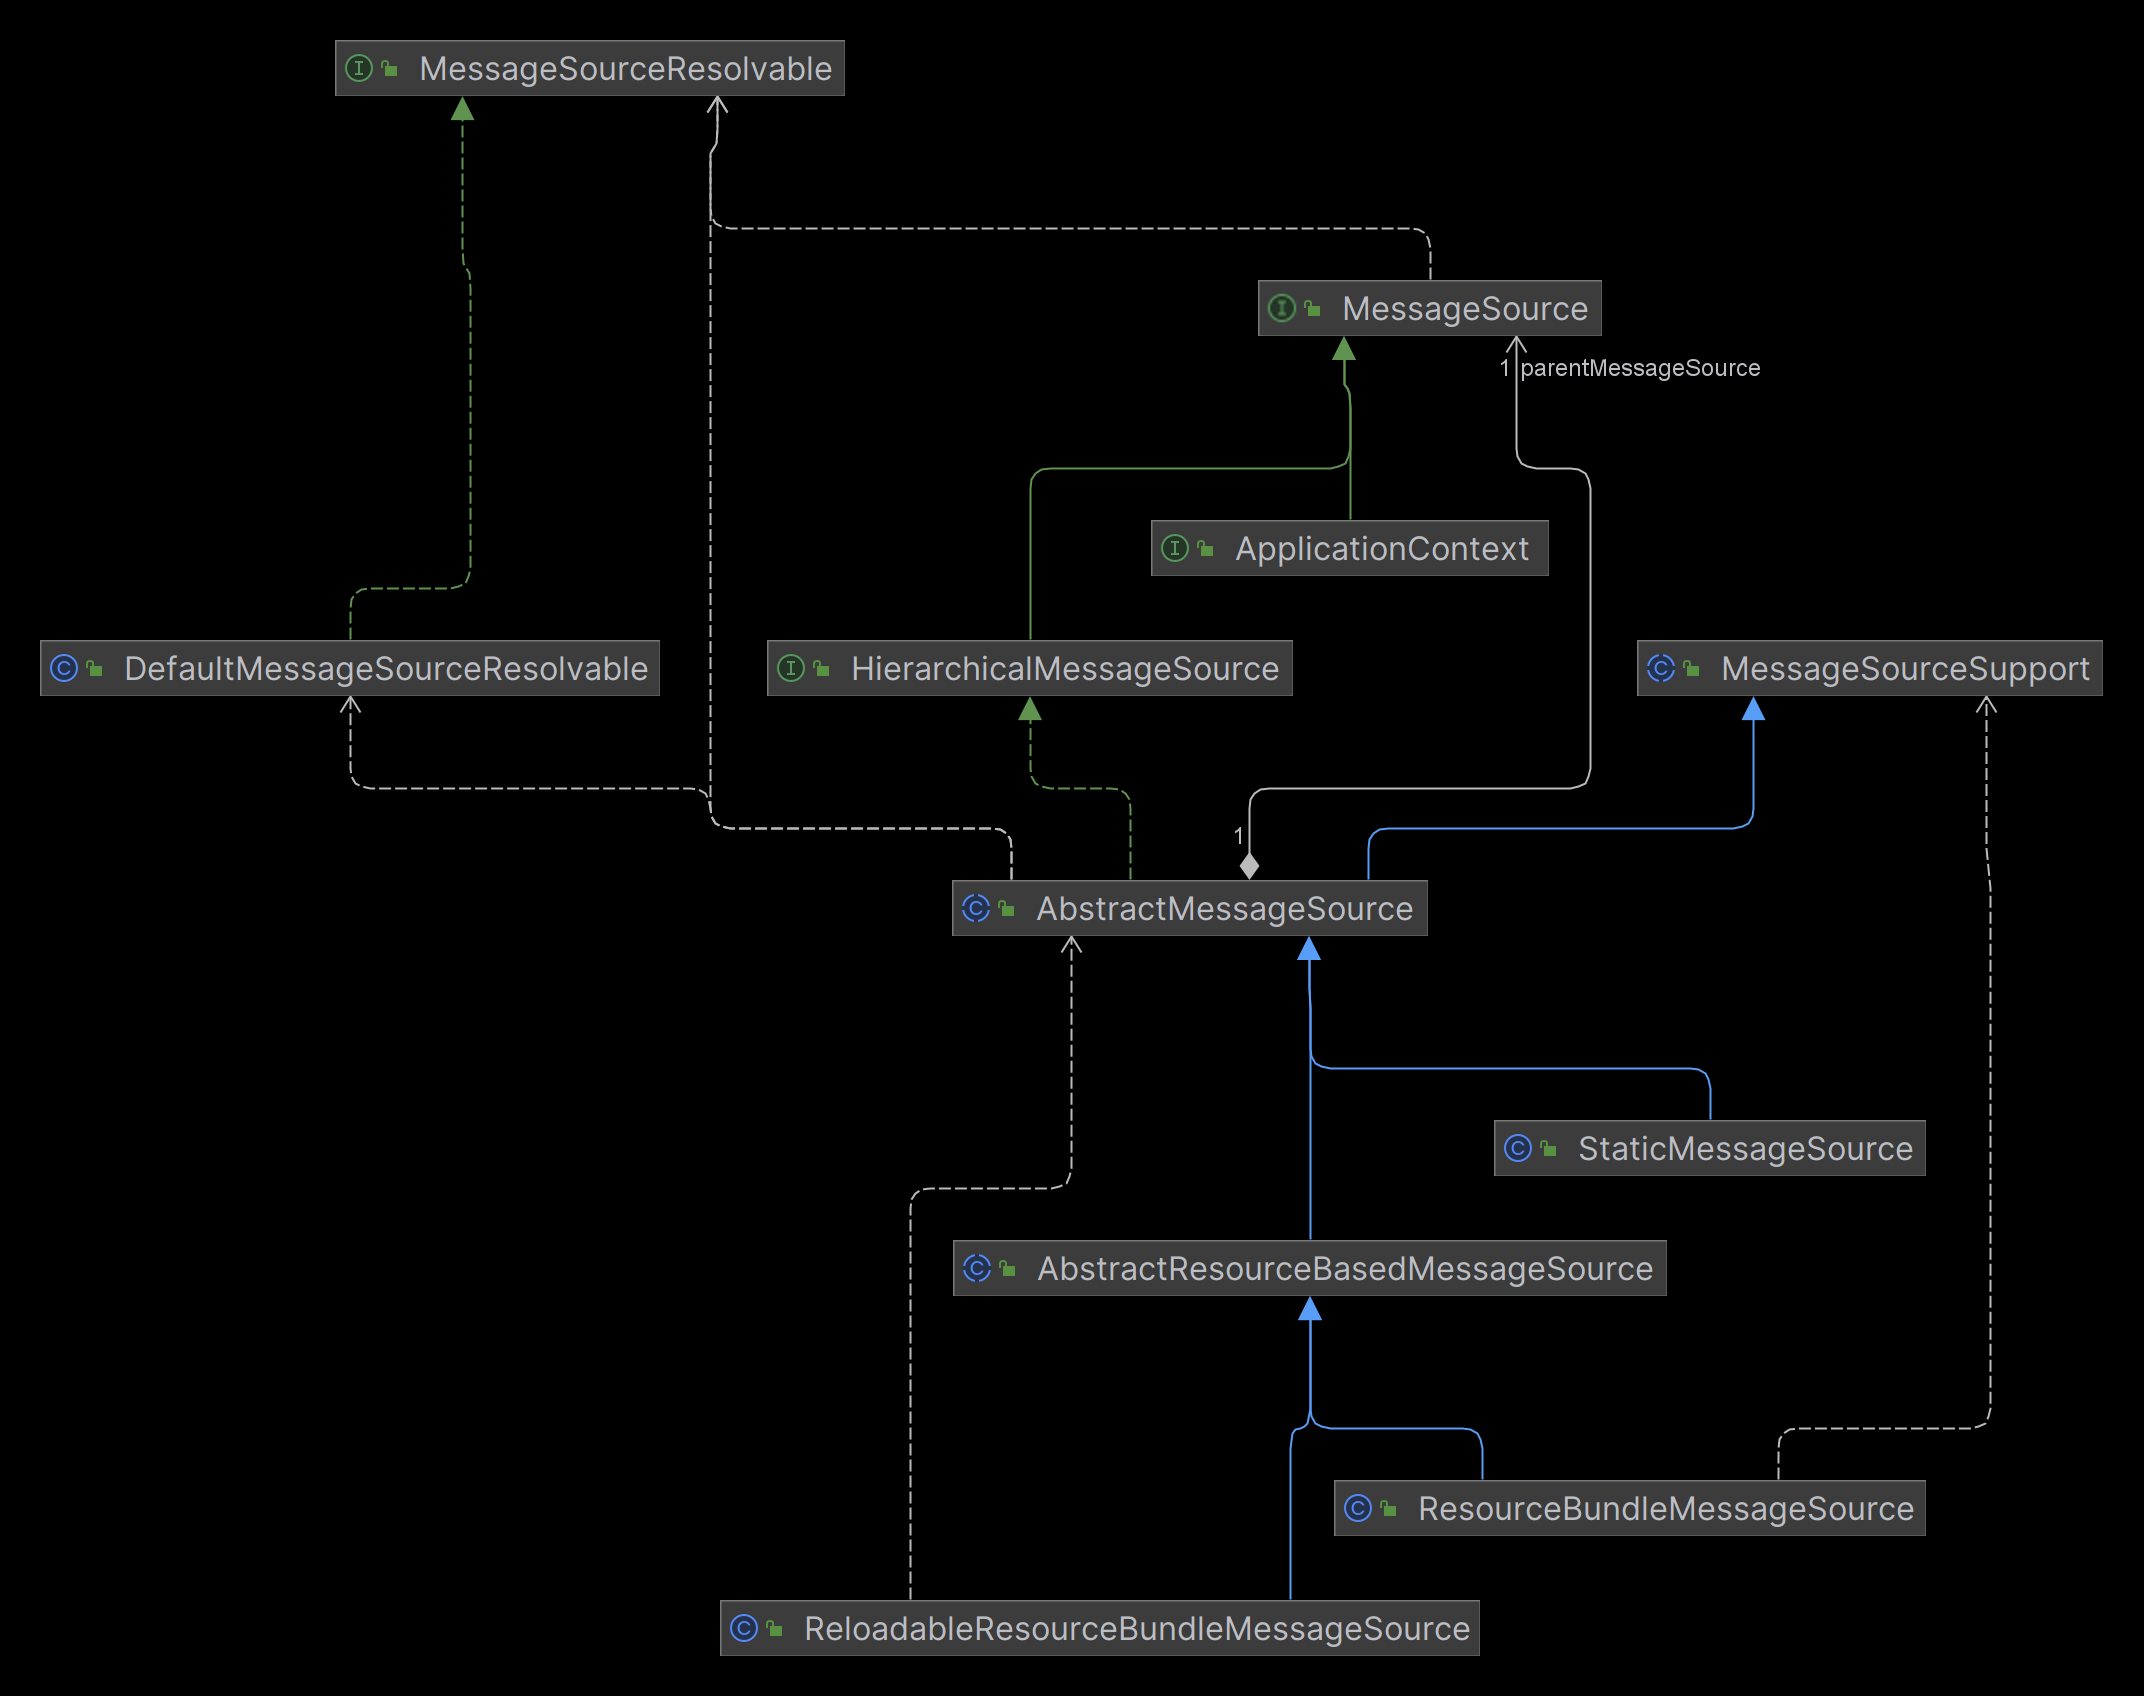 MessageSourceResolvable
MessageSource
1 parentMessageSource
ApplicationContext
DefaultMessageSourceResolvable
HierarchicalMessageSource
MessageSourceSupport
1
AbstractMessageSource
StaticMessageSource
AbstractResourceBasedMessageSource
ResourceBundleMessageSource
ReloadableResourceBundleMessageSource